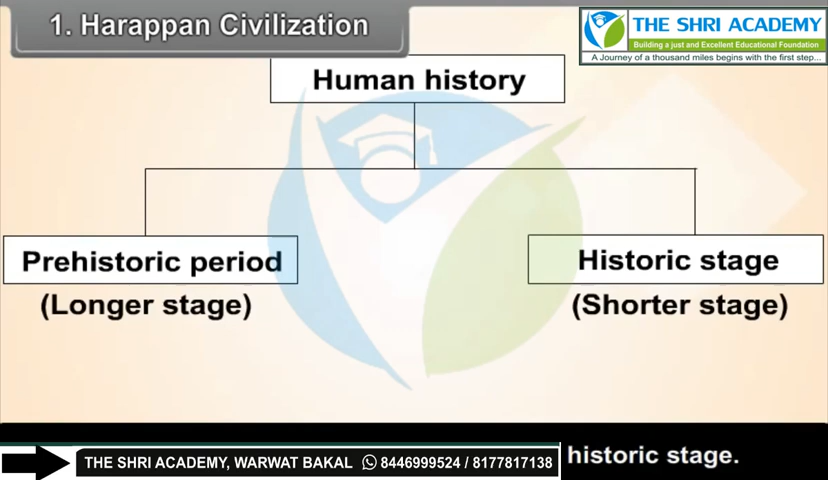 1. Harappan Civilization
THE SHRI ACADEMY
Building a just and Excellent Educational Foundation
A Journey of a thousand miles begins with the first step...
Human history
Prehistoric period
(Longer stage)
Historic stage
(Shorter stage)
THE SHRI ACADEMY, WARWAT BAKAL 8446999524 / 8177817138
historic stage.